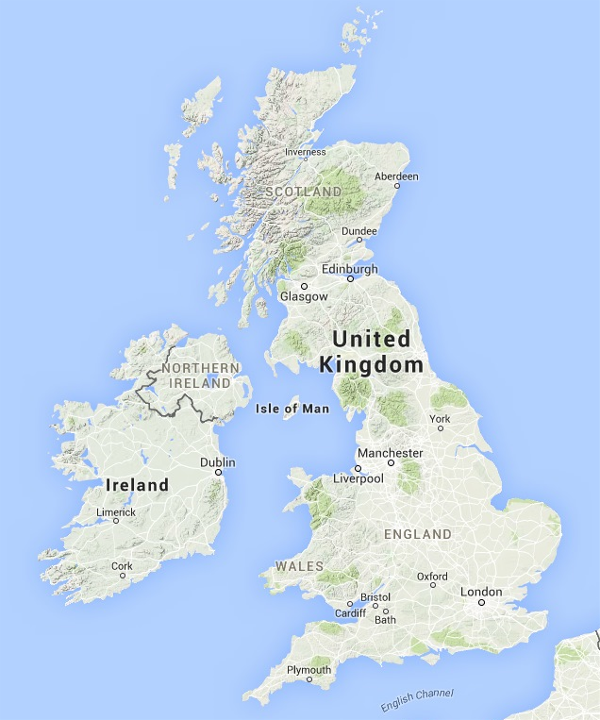 Inverness
SCOTLAND
Aberdeen
Dundee
Edinburgh
Glasgow
United
Kingdom
NORTHERN
IRELAND
Isle of Man
York
Manchester
Dublin
Liverpool
Ireland
Limerick
ENGLAND
Cork
WALES
Oxford
London
Bristol
Cardiff
Bath
Plymouth
English Channel